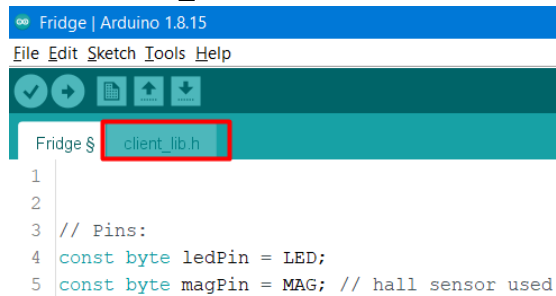 Fridge | Arduino 1.8.15
File Edit Sketch Tools Help
Fridge § client_lib.h
1
2
3 // Pins:
4 const byte ledPin = LED;
5 const byte magPin = MAG; // hall sensor used